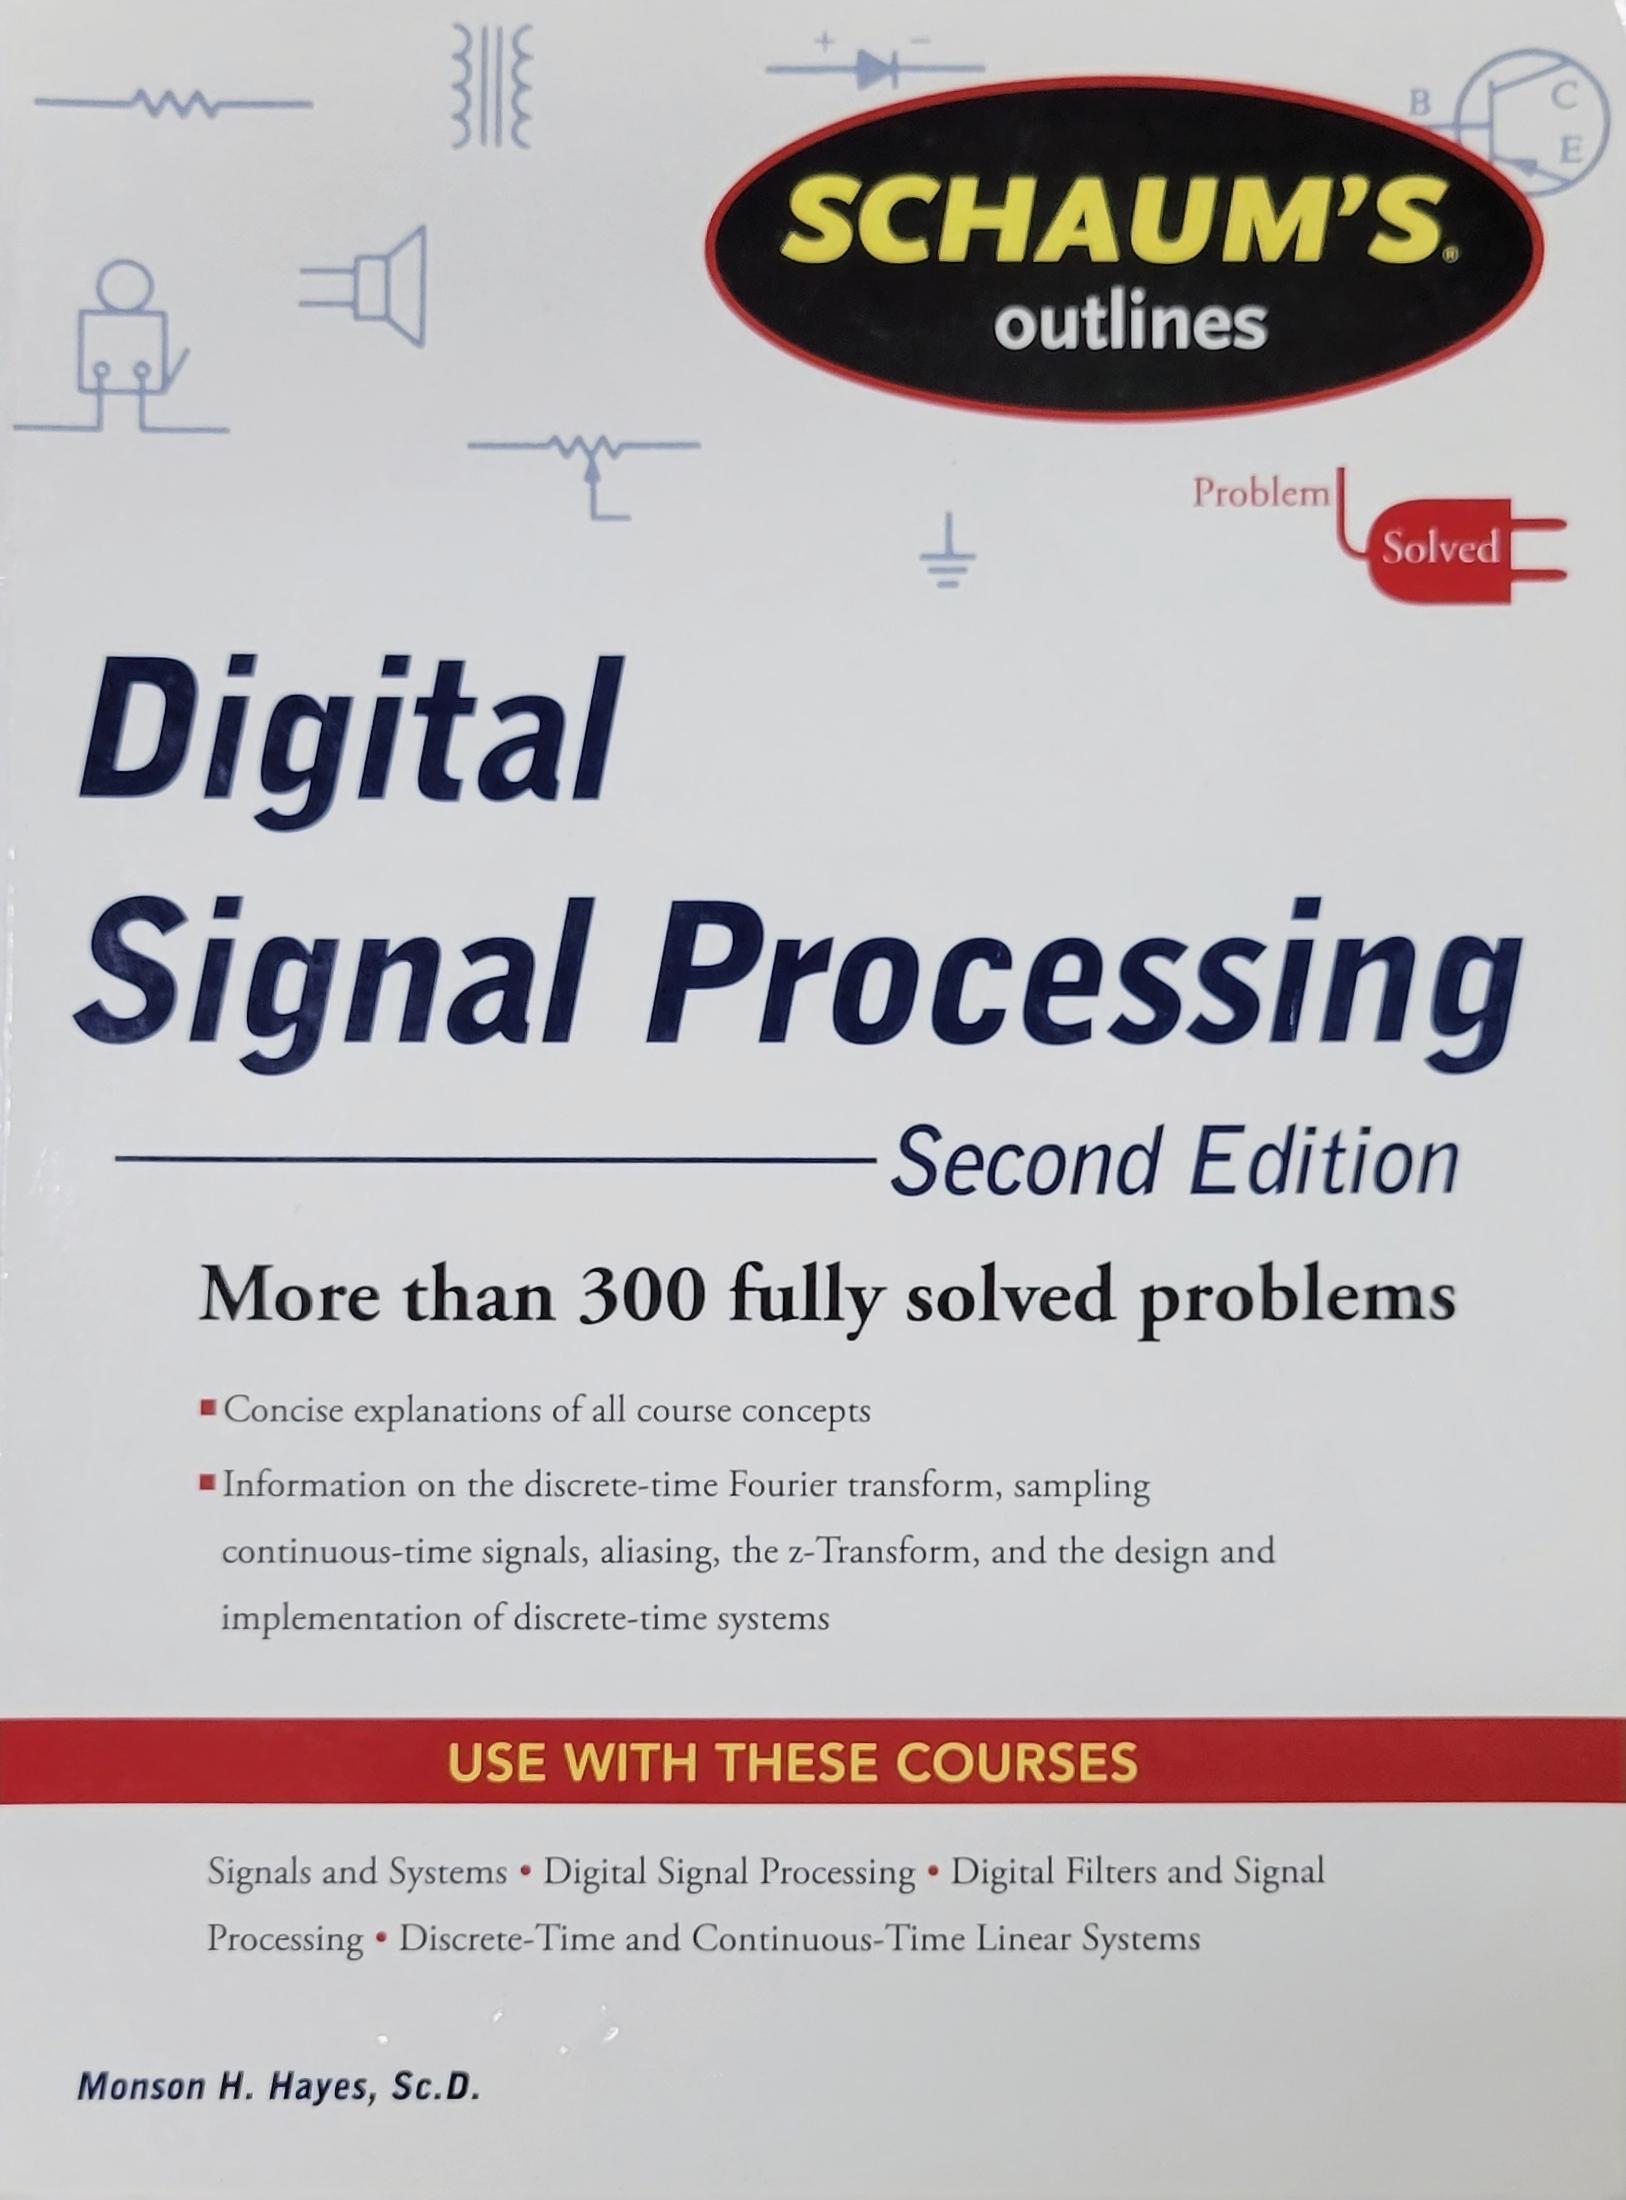 + −
B
C
E
SCHAUM'S®
outlines
Problem
Solved
Digital
Signal Processing
Second Edition
More than 300 fully solved problems
■ Concise explanations of all course concepts
■ Information on the discrete-time Fourier transform, sampling
continuous-time signals, aliasing, the z-Transform, and the design and
implementation of discrete-time systems
USE WITH THESE COURSES
Signals and Systems • Digital Signal Processing • Digital Filters and Signal
Processing • Discrete-Time and Continuous-Time Linear Systems
Monson H. Hayes, Sc.D.